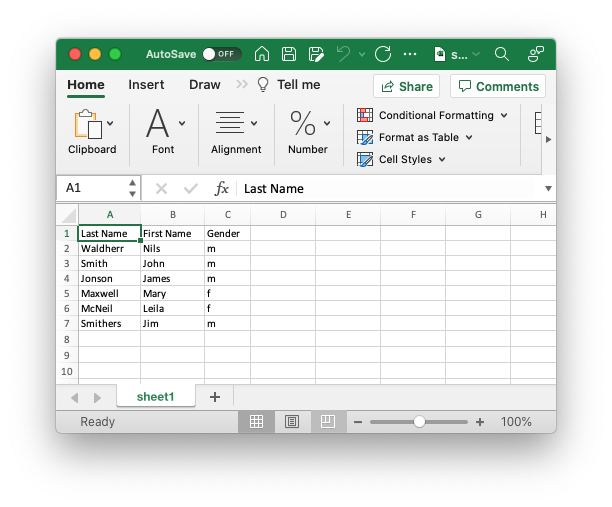 AutoSave OFF ... s...
Home Insert Draw >> Tell me Share Comments
Clipboard Font Alignment Number Conditional Formatting
Format as Table
Cell Styles
A1 fx Last Name
A B C D E F G H
1 Last Name First Name Gender
2 Waldherr Nils m
3 Smith John m
4 Jonson James m
5 Maxwell Mary f
6 McNeil Leila f
7 Smithers Jim m
8
9
10
sheet1 +
Ready - + 100%